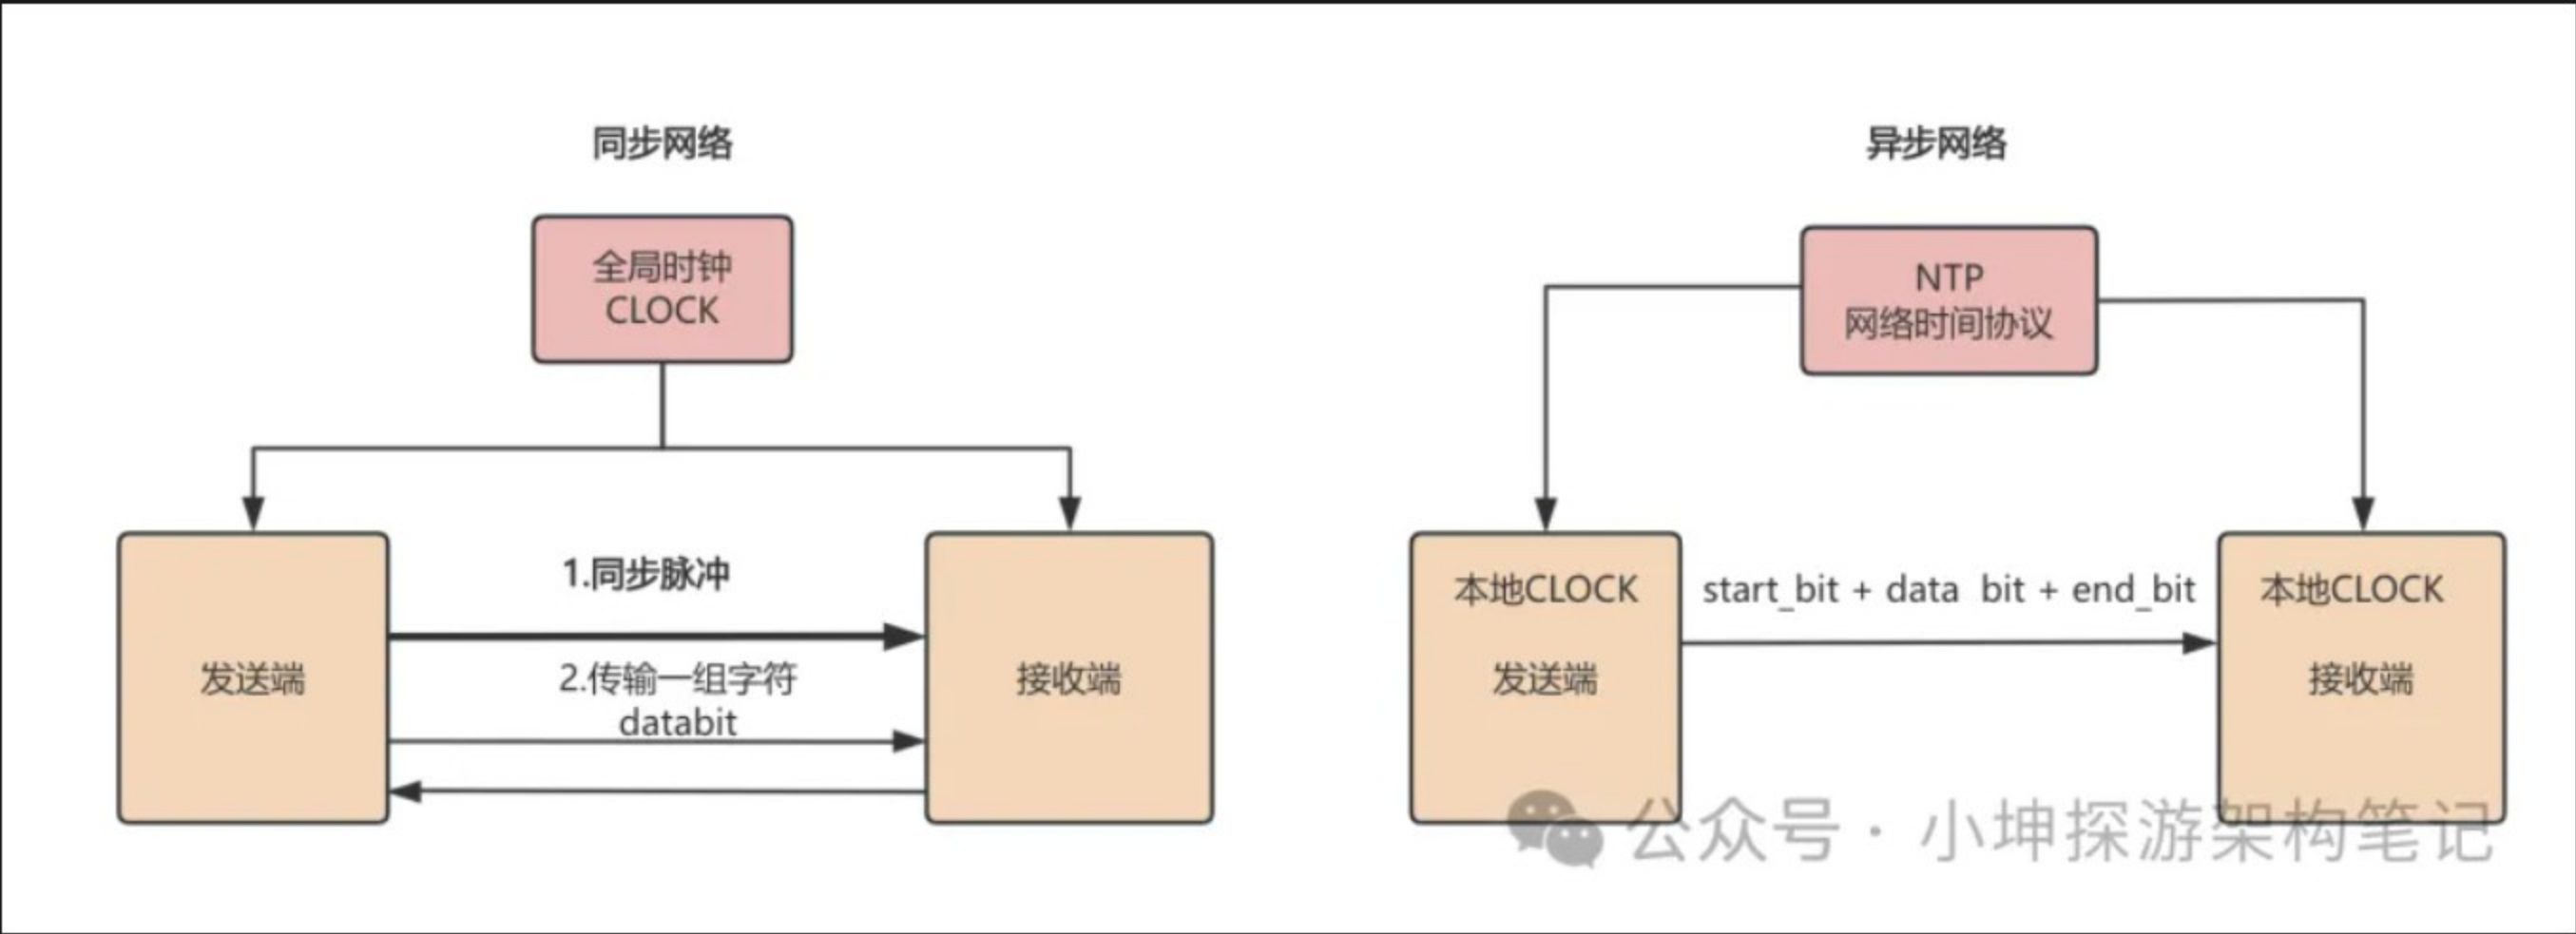 同步网络
全局时钟
CLOCK
发送端
1.同步脉冲
2.传输一组字符
databit
接收端
异步网络
NTP
网络时间协议
本地CLOCK
发送端
start_bit + data  bit + end_bit
本地CLOCK
接收端
公众号 · 小坤探游架构笔记